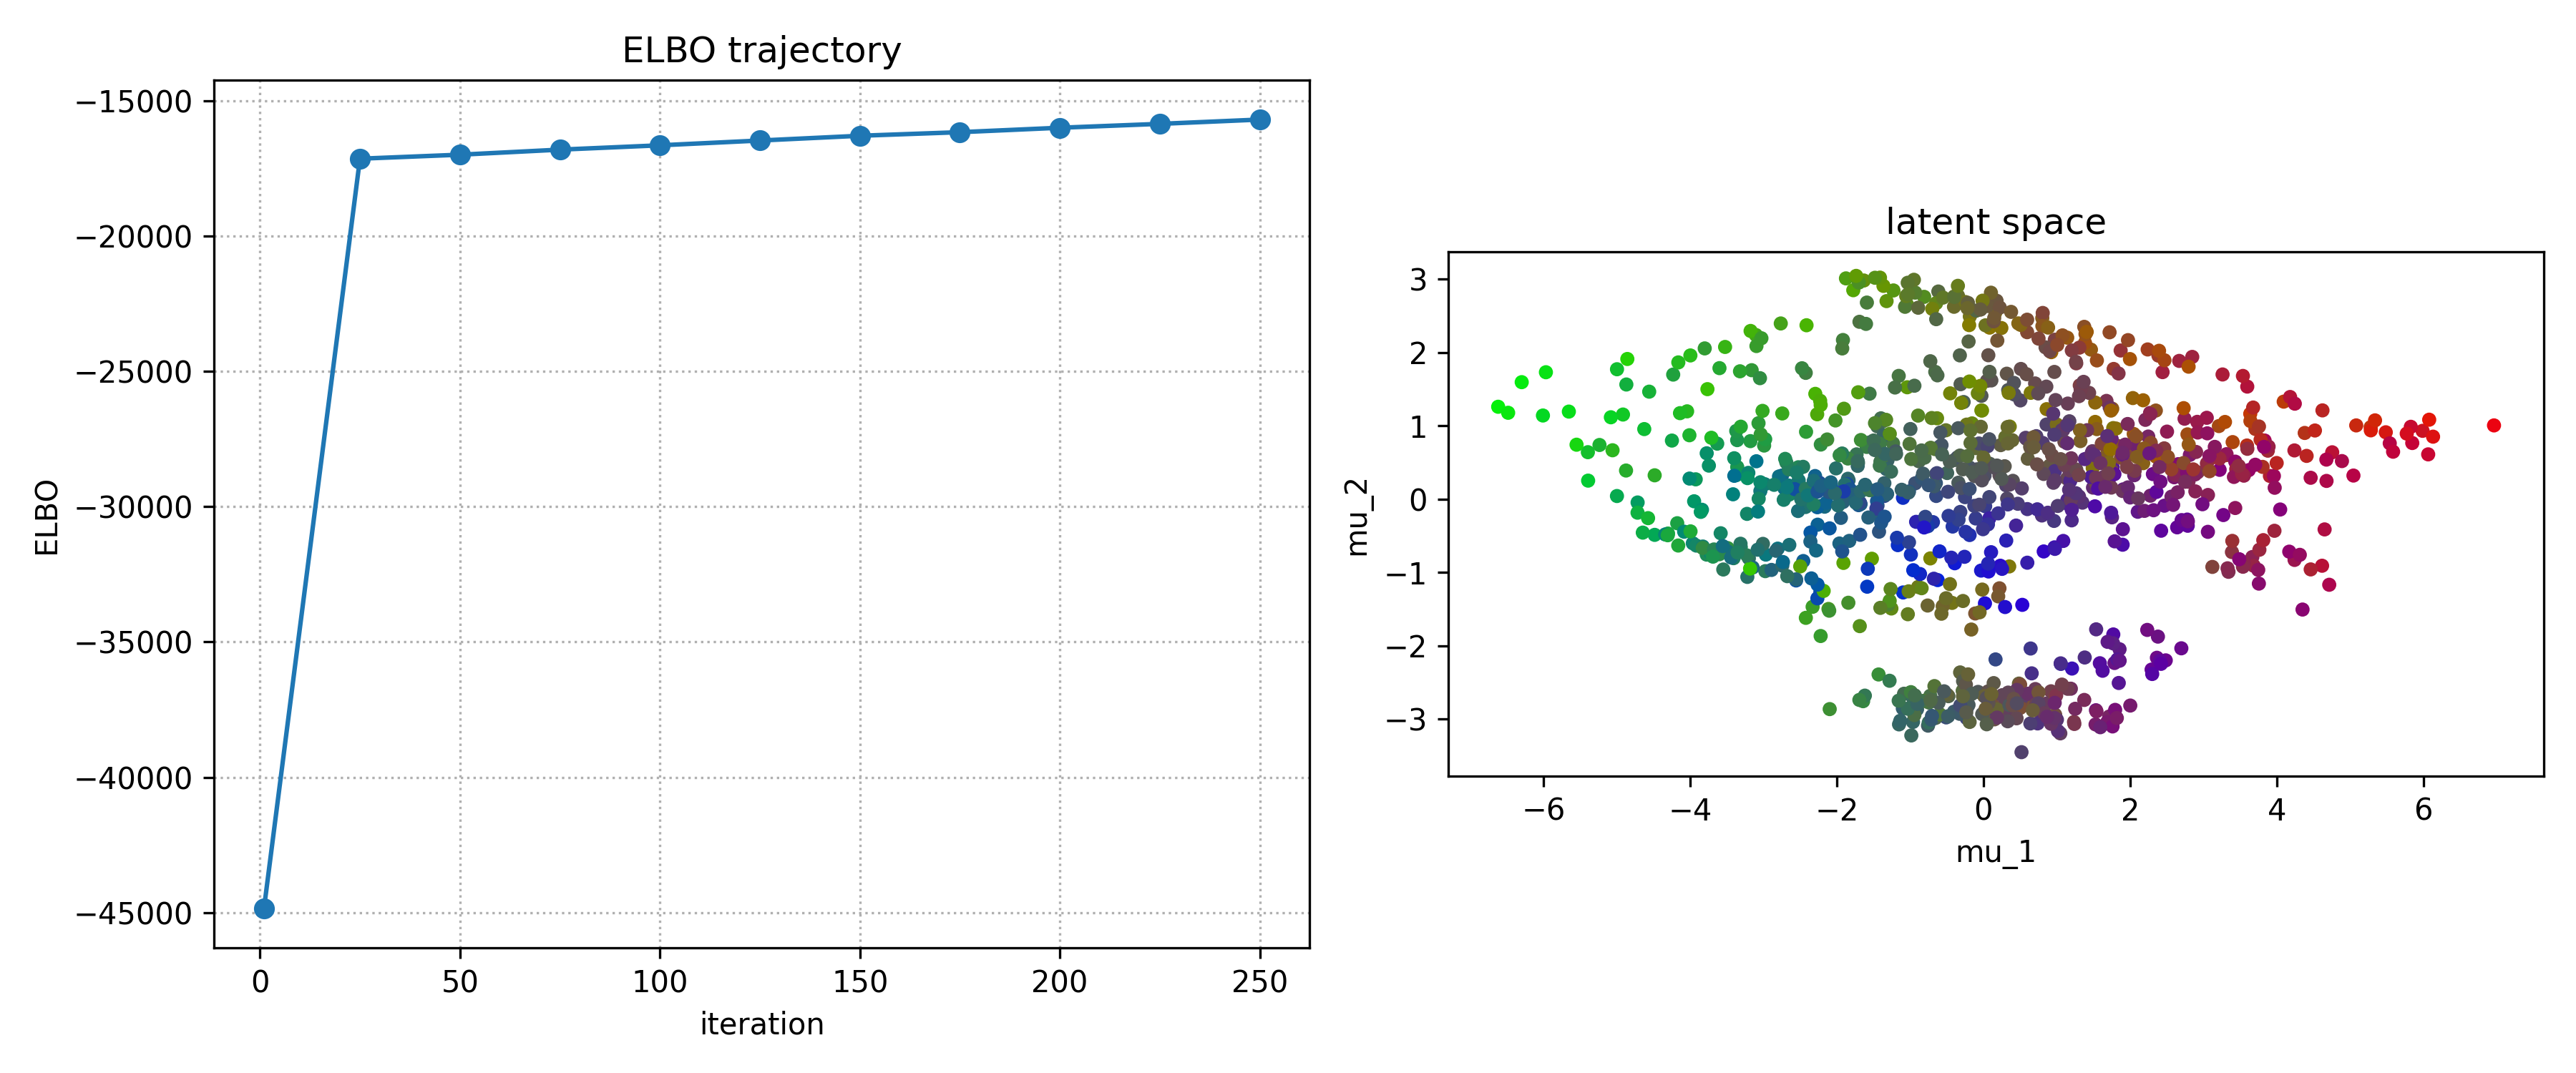 ELBO trajectory
−15000
−20000
−25000
−30000
−35000
−40000
−45000
ELBO
0 50 100 150 200 250
iteration
latent space
3
2
1
0
−1
−2
−3
mu_2
−6 −4 −2 0 2 4 6
mu_1